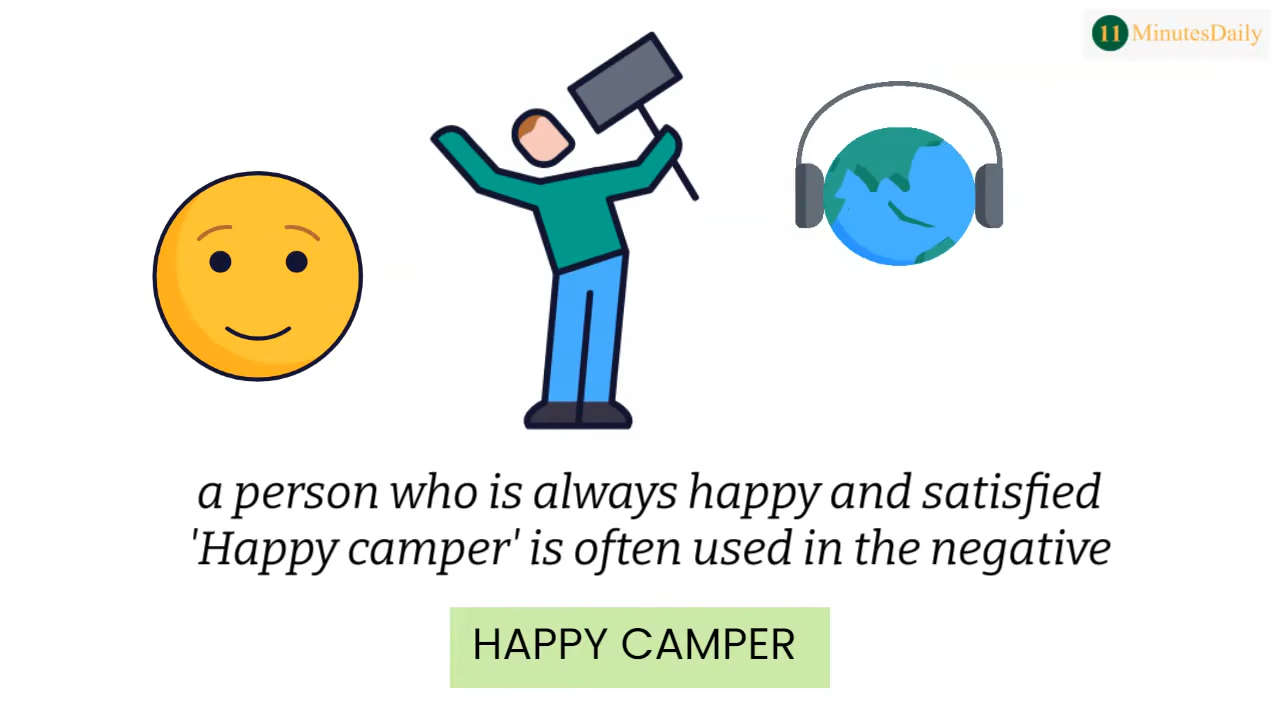 11 MinutesDaily
a person who is always happy and satisfied
'Happy camper' is often used in the negative
HAPPY CAMPER